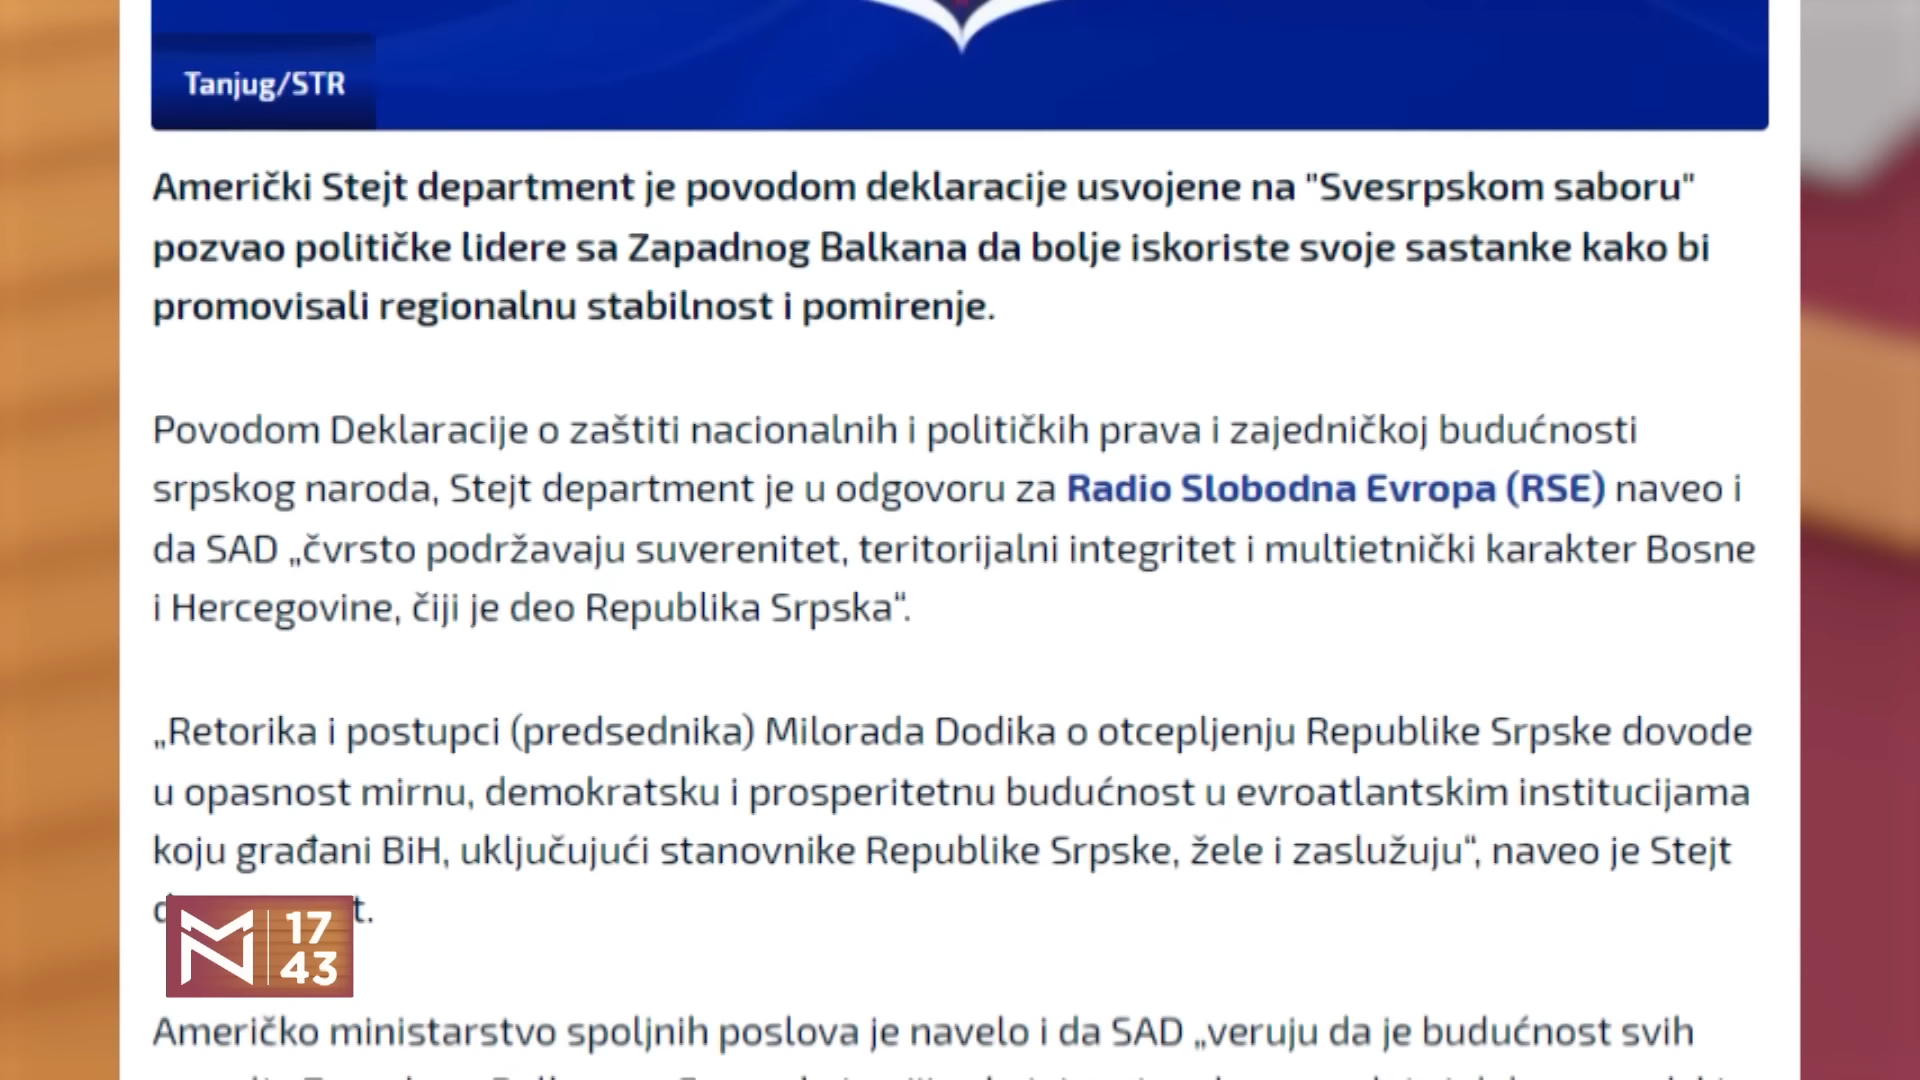 Tanjug/STR
Američki Stejt department je povodom deklaracije usvojene na "Svesrpskom saboru"
pozvao političke lidere sa Zapadnog Balkana da bolje iskoriste svoje sastanke kako bi
promovisali regionalnu stabilnost i pomirenje.
Povodom Deklaracije o zaštiti nacionalnih i političkih prava i zajedničkoj budućnosti
srpskog naroda, Stejt department je u odgovoru za Radio Slobodna Evropa (RSE) naveo i
da SAD „čvrsto podržavaju suverenitet, teritorijalni integritet i multietnički karakter Bosne
i Hercegovine, čiji je deo Republika Srpska“.
„Retorika i postupci (predsednika) Milorada Dodika o otcepljenju Republike Srpske dovode
u opasnost mirnu, demokratsku i prosperitetnu budućnost u evroatlantskim institucijama
koju građani BiH, uključujući stanovnike Republike Srpske, žele i zaslužuju“, naveo je Stejt
17
43
Američko ministarstvo spoljnih poslova je navelo i da SAD „veruju da je budućnost svih